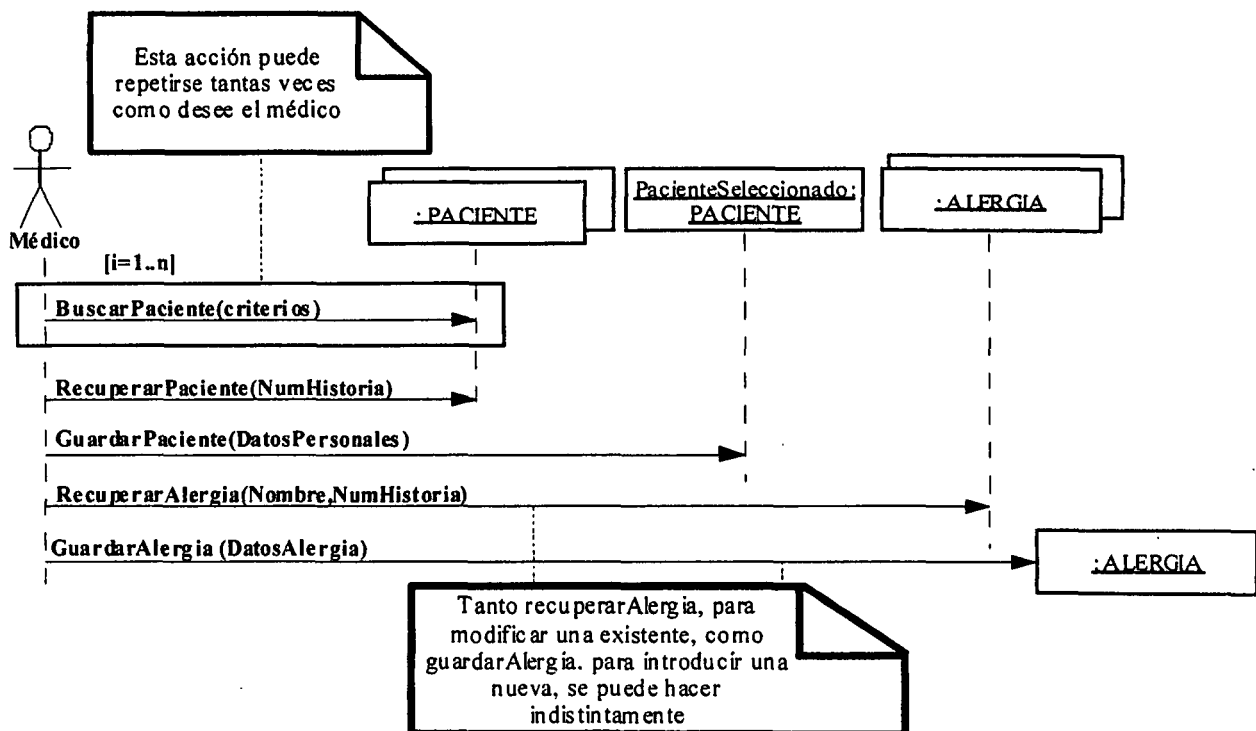 Esta acción puede
repetirse tantas veces
como desee el médico
Médico
:PACIENTE
PacienteSeleccionado:
PACIENTE
:ALERGIA
[i=1..n]
BuscarPaciente(criterios)
RecuperarPaciente(NumHistoria)
GuardarPaciente(DatosPersonales)
RecuperarAlergia(Nombre,NumHistoria)
GuardarAlergia (DatosAlergia)
:ALERGIA
Tanto recuperarAlergia, para
modificar una existente, como
guardarAlergia. para introducir una
nueva, se puede hacer
indistintamente